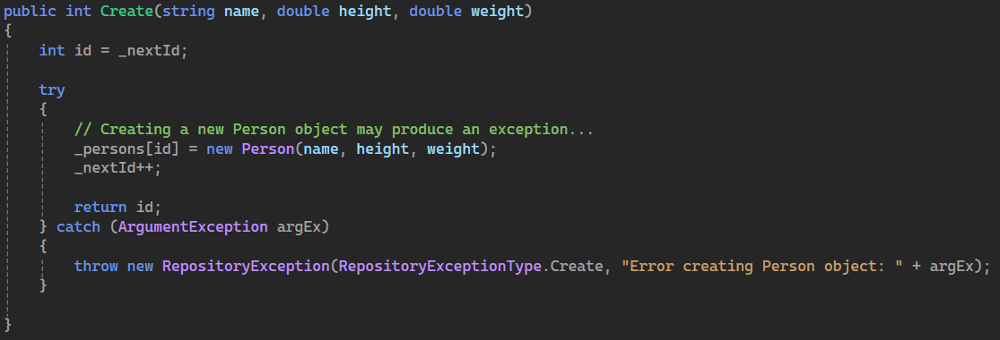 public int Create(string name, double height, double weight)
{
    int id = _nextId;

    try
    {
        // Creating a new Person object may produce an exception...
        _persons[id] = new Person(name, height, weight);
        _nextId++;

        return id;
    } catch (ArgumentException argEx)
    {
        throw new RepositoryException(RepositoryExceptionType.Create, "Error creating Person object: " + argEx);
    }

}